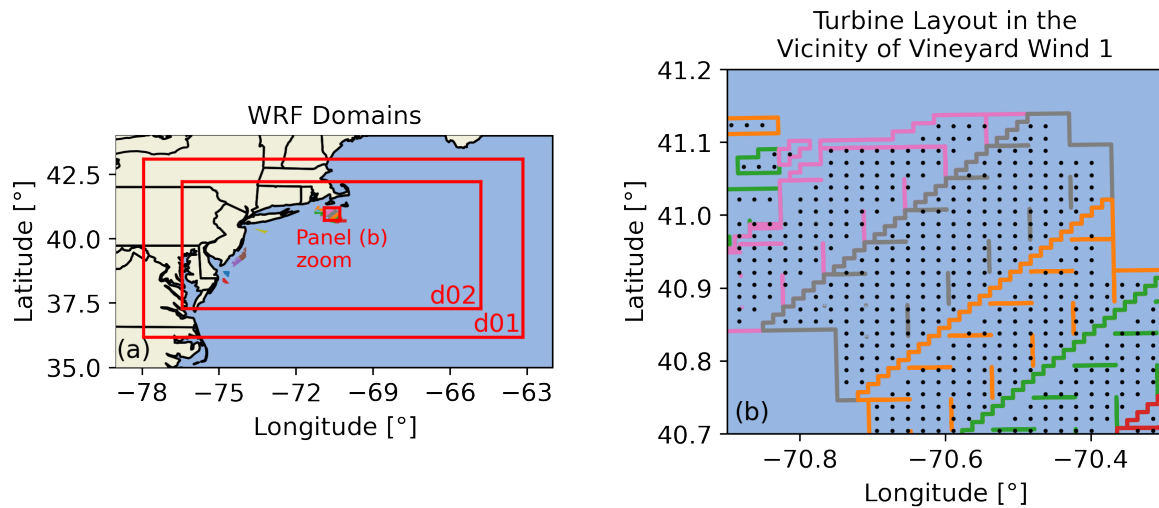 WRF Domains
42.5
40.0
37.5
35.0
Latitude [°]
Panel (b)
zoom
d02
d01
(a)
−78
−75
−72
−69
−66
−63
Longitude [°]
Turbine Layout in the
Vicinity of Vineyard Wind 1
41.2
41.1
41.0
40.9
40.8
40.7
Latitude [°]
(b)
−70.8
−70.6
−70.4
Longitude [°]